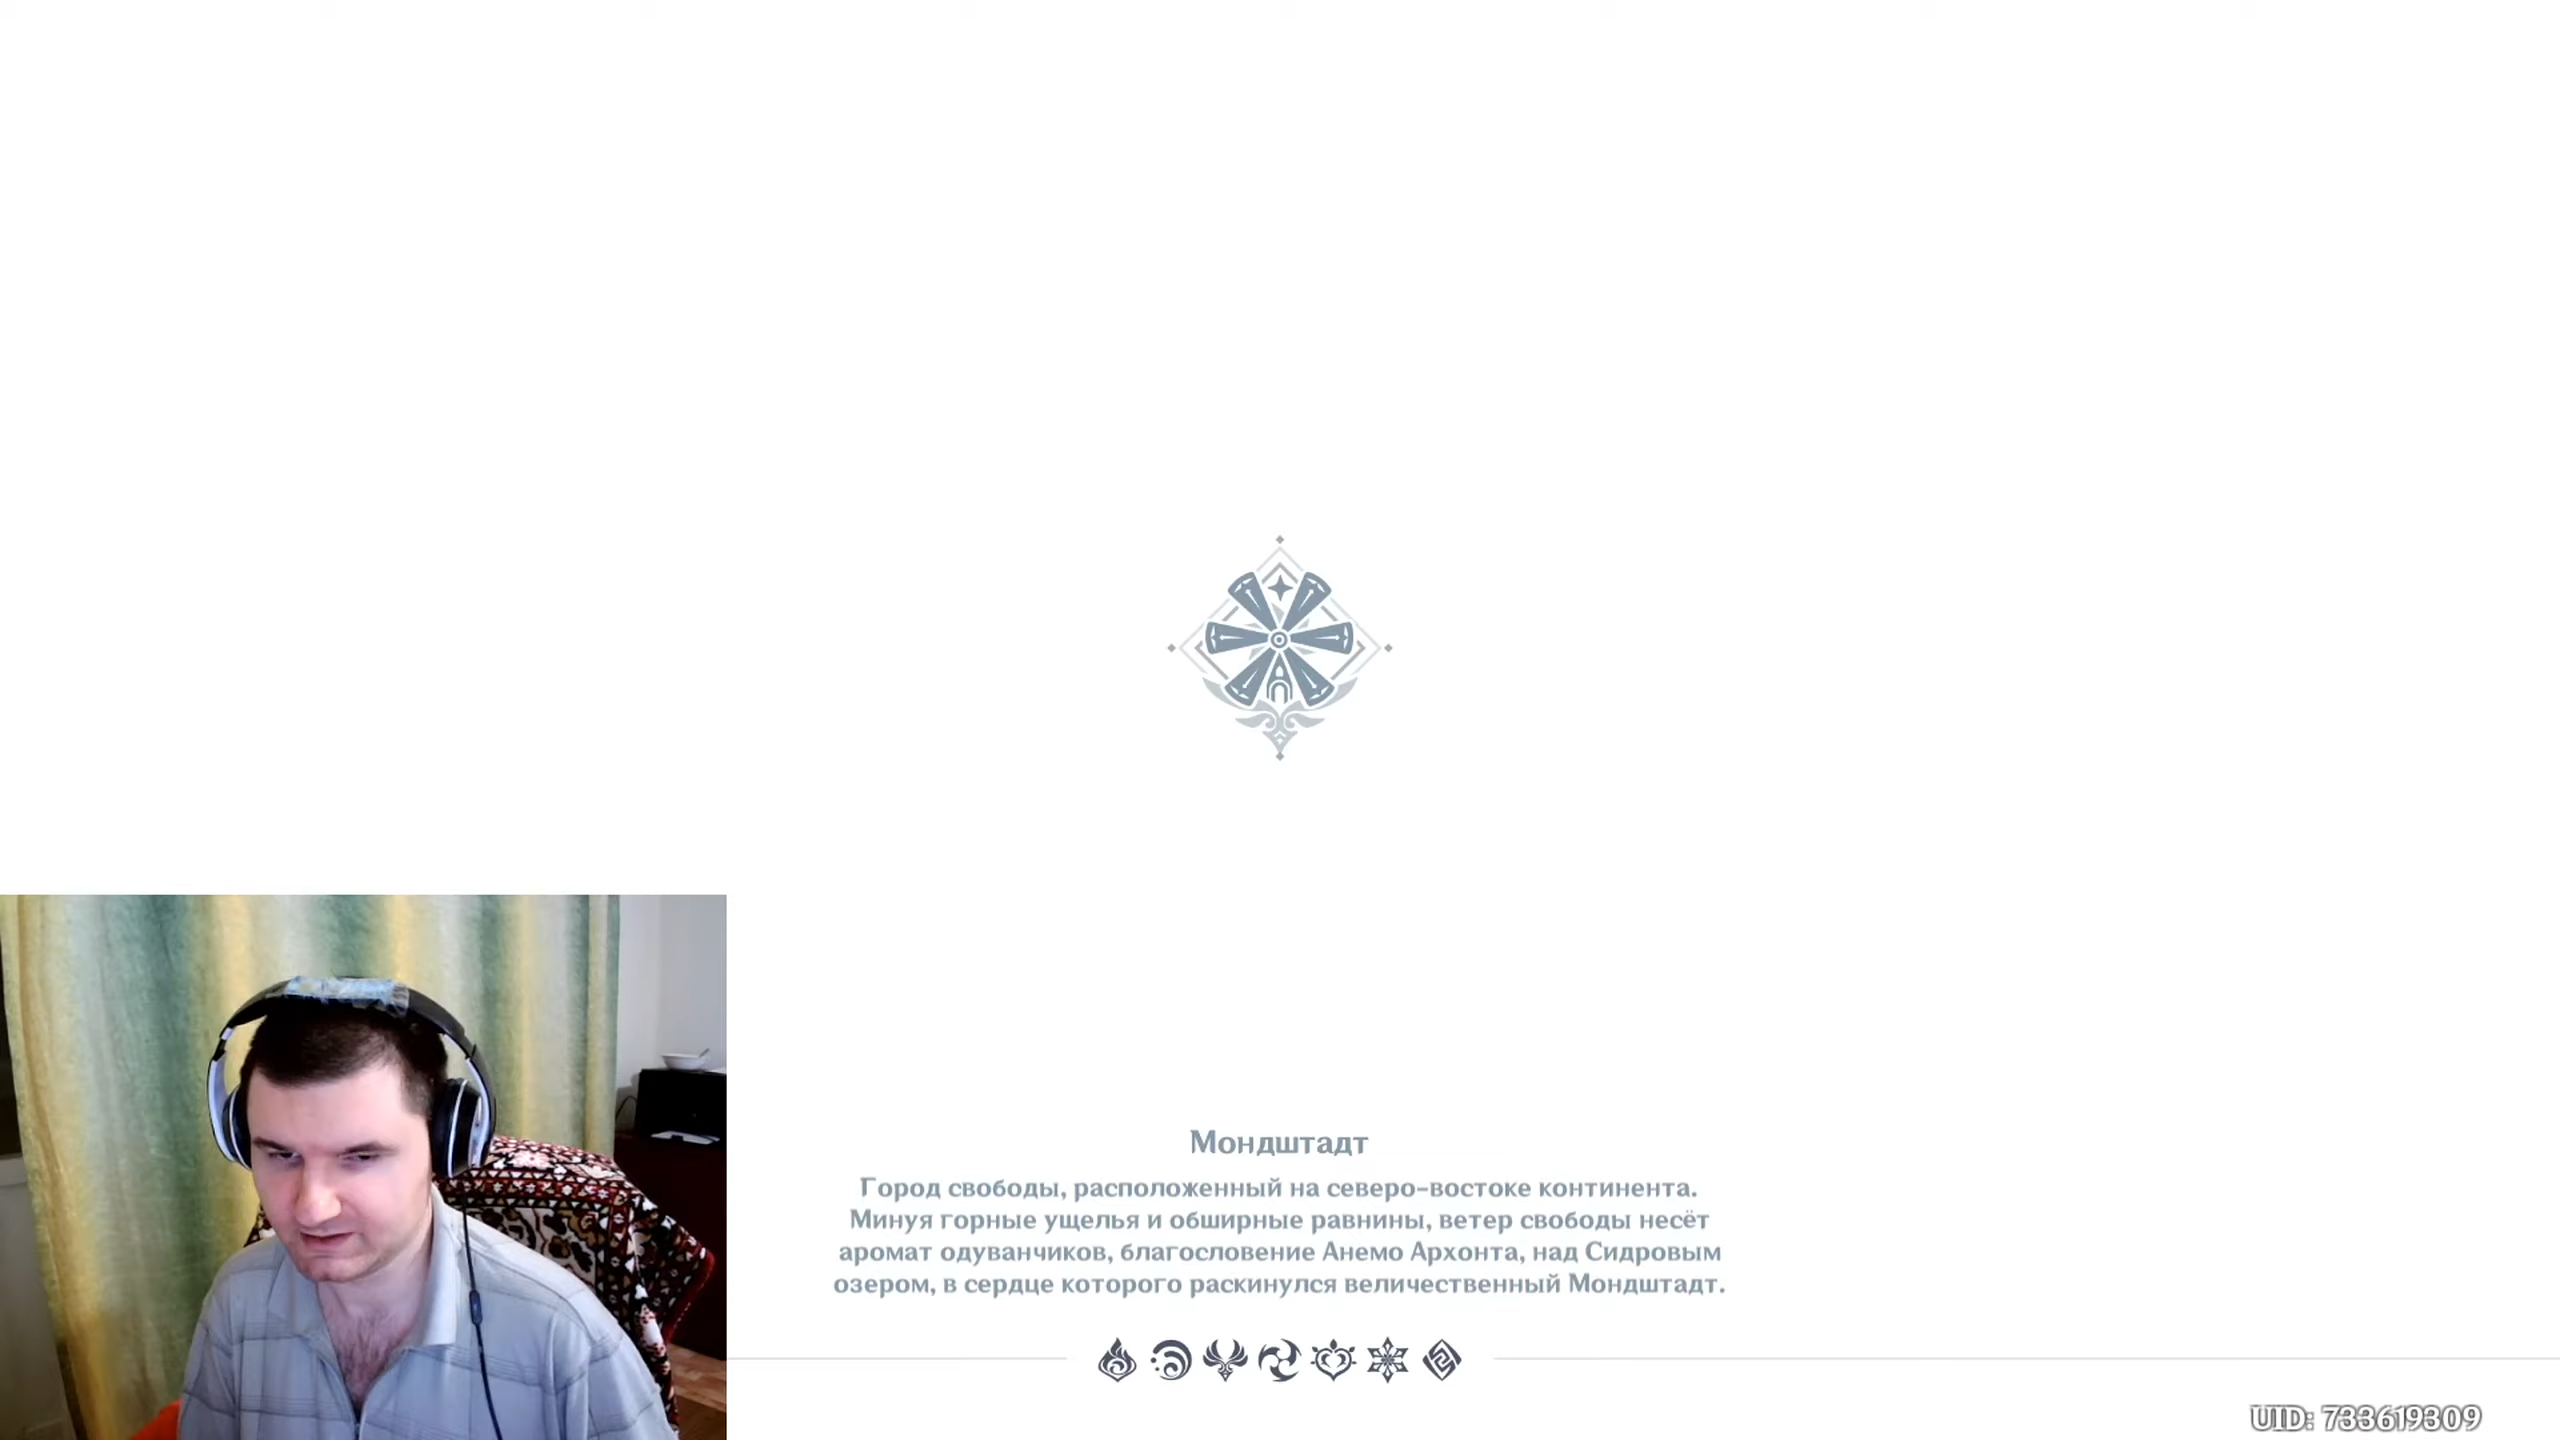 Мондштадт
Город свободы, расположенный на северо-востоке континента.
Минуя горные ущелья и обширные равнины, ветер свободы несёт
аромат одуванчиков, благословение Анемо Архонта, над Сидровым
озером, в сердце которого раскинулся величественный Мондштадт.
UID: 733619309